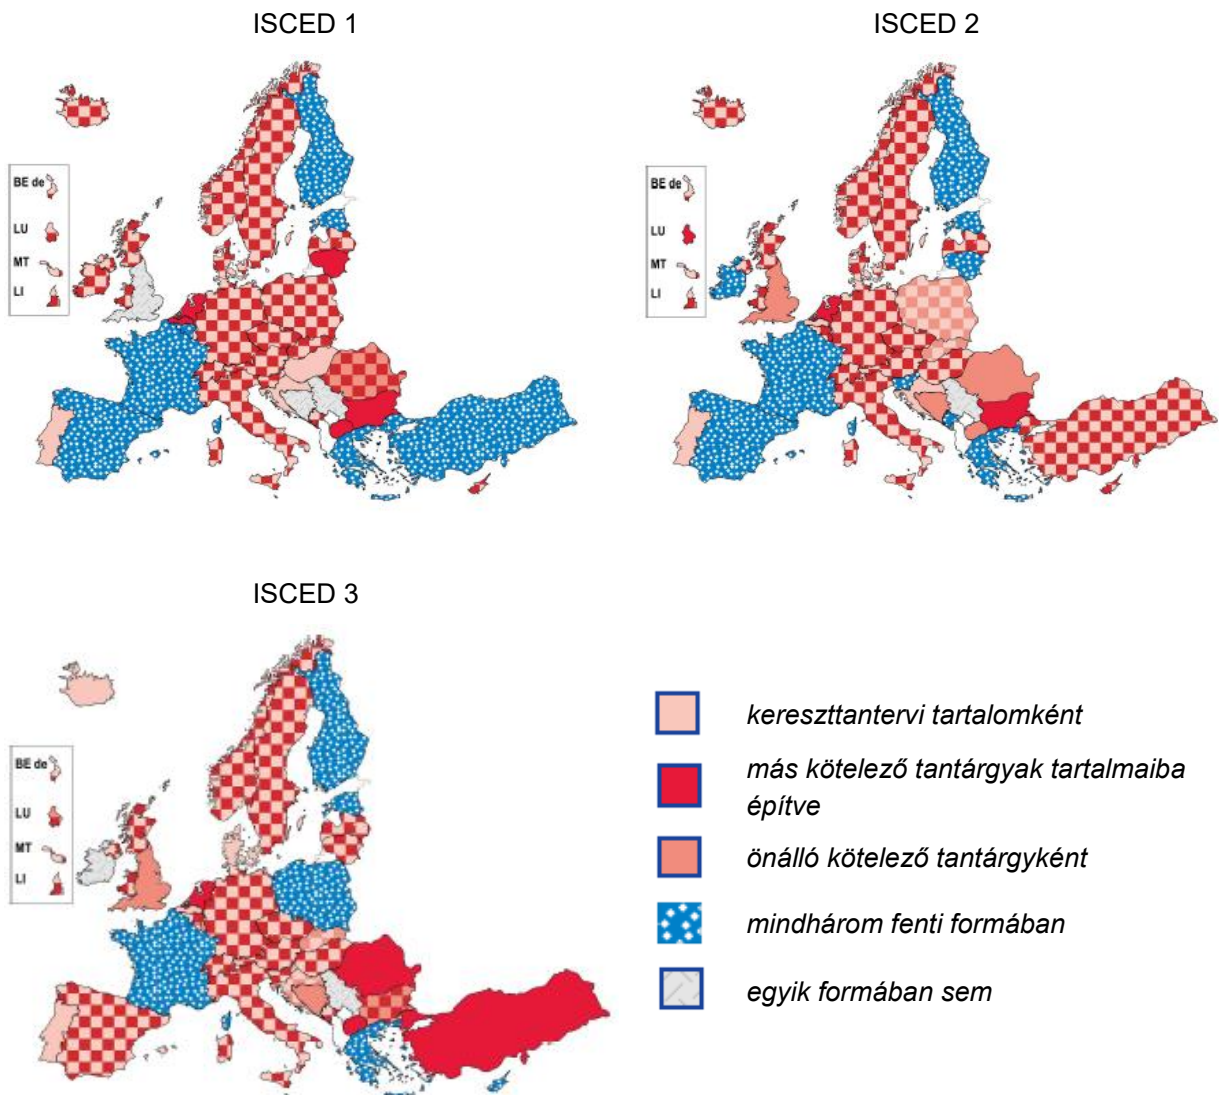 ISCED 1
BE de
LU
MT
LI
ISCED 2
BE de
LU
MT
LI
ISCED 3
BE de
LU
MT
LI
kereszttantervi tartalomként
más kötelező tantárgyak tartalmaiba
építve
önálló kötelező tantárgyként
mindhárom fenti formában
egyik formában sem